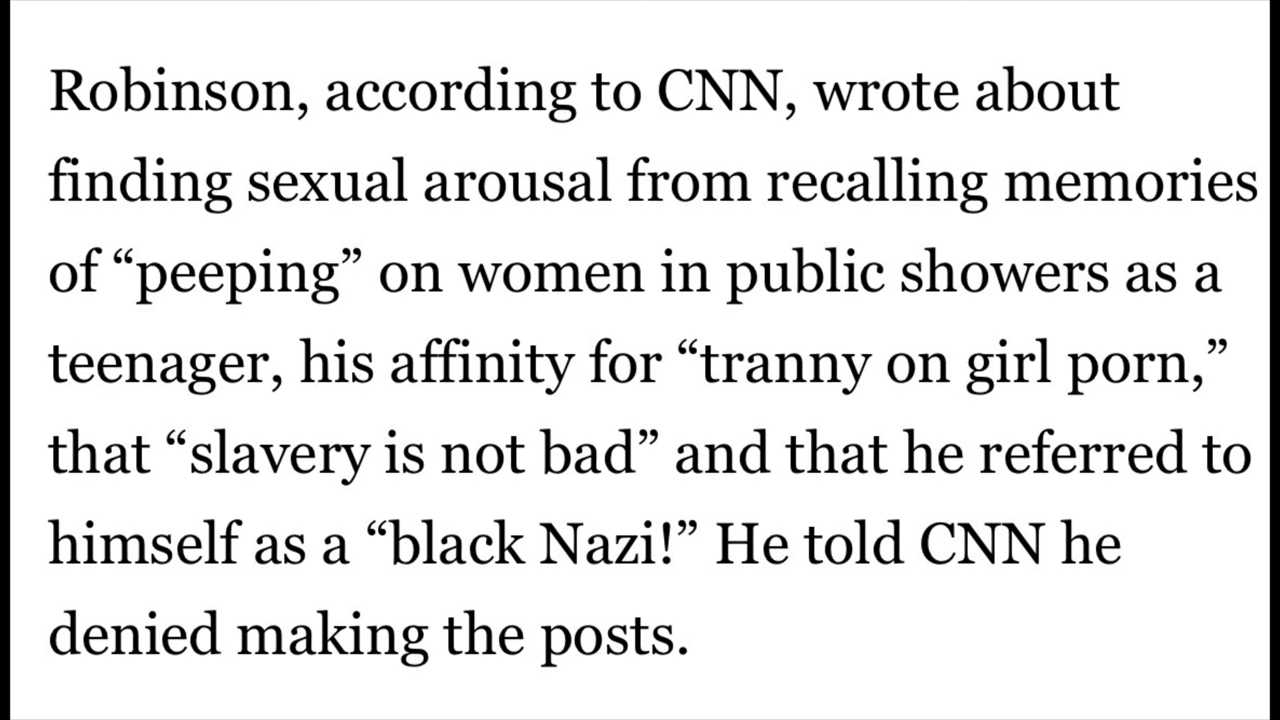 Robinson, according to CNN, wrote about
finding sexual arousal from recalling memories
of “peeping” on women in public showers as a
teenager, his affinity for “tranny on girl porn,”
that “slavery is not bad” and that he referred to
himself as a “black Nazi!” He told CNN he
denied making the posts.